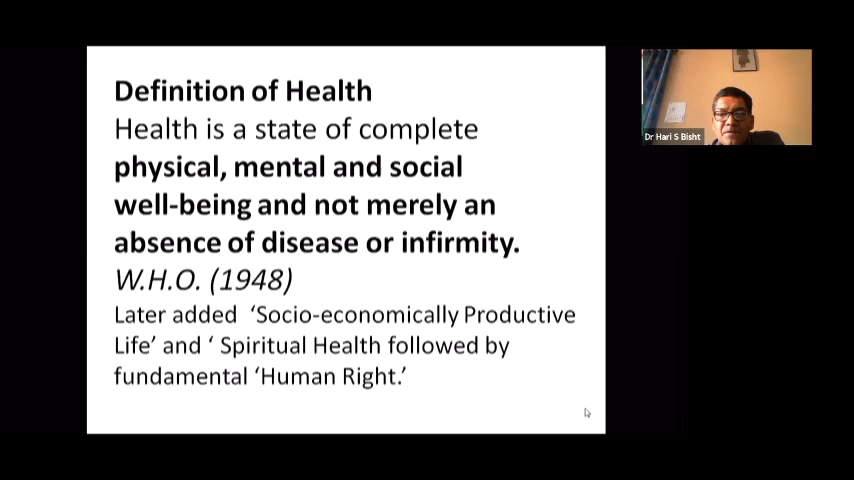 Definition of Health
Health is a state of complete
physical, mental and social
well-being and not merely an
absence of disease or infirmity.
W.H.O. (1948)
Later added ‘Socio-economically Productive
Life’ and ‘ Spiritual Health followed by
fundamental ‘Human Right.’
Dr Hari S Bisht